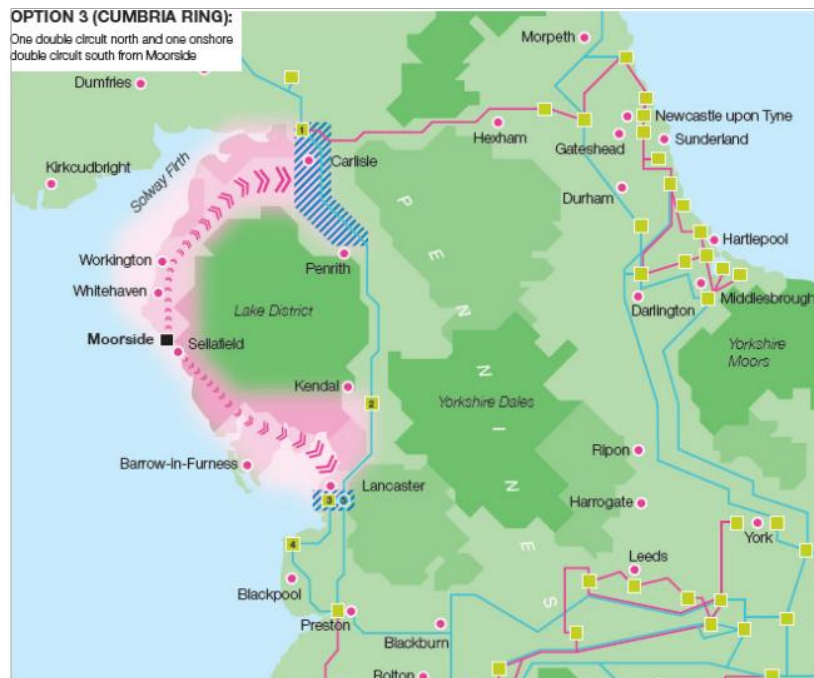 OPTION 3 (CUMBRIA RING):
One double circuit north and one onshore
double circuit south from Moorside
Morpeth
Dumfries
Newcastle upon Tyne
1
Hexham
Sunderland
Gateshead
Carlisle
Kirkcudbright
Solway Firth
Durham
P
E
N
N
I
N
E
S
Hartlepool
Workington
Penrith
Whitehaven
Lake District
Darlington
Middlesbrough
Moorside
Sellafield
Yorkshire
Moors
Kendal
2
Yorkshire Dales
Ripon
Barrow-in-Furness
Lancaster
3
5
Harrogate
York
4
Leeds
Blackpool
Preston
Blackburn
Bolton